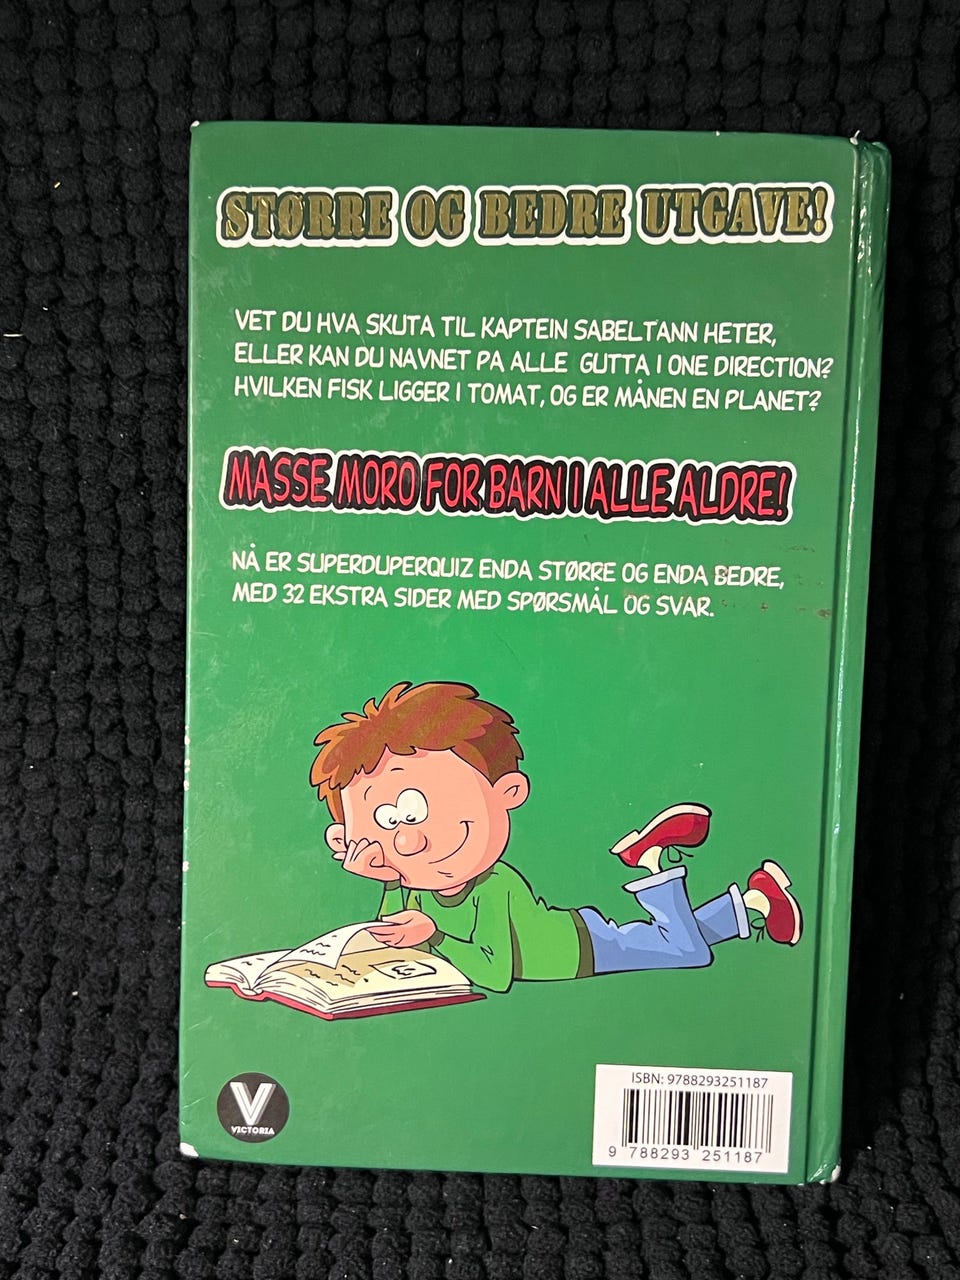 STØRRE OG BEDRE UTGAVE!
VET DU HVA SKUTA TIL KAPTEIN SABELTANN HETER,
ELLER KAN DU NAVNET PA ALLE GUTTA I ONE DIRECTION?
HVILKEN FISK LIGGER I TOMAT, OG ER MÅNEN EN PLANET?
MASSE MORO FOR BARN I ALLE ALDRE!
NÅ ER SUPERDUPERQUIZ ENDA STØRRE OG ENDA BEDRE,
MED 32 EKSTRA SIDER MED SPØRSMÅL OG SVAR.
V
VICTORIA
ISBN: 9788293251187
9 788293 251187